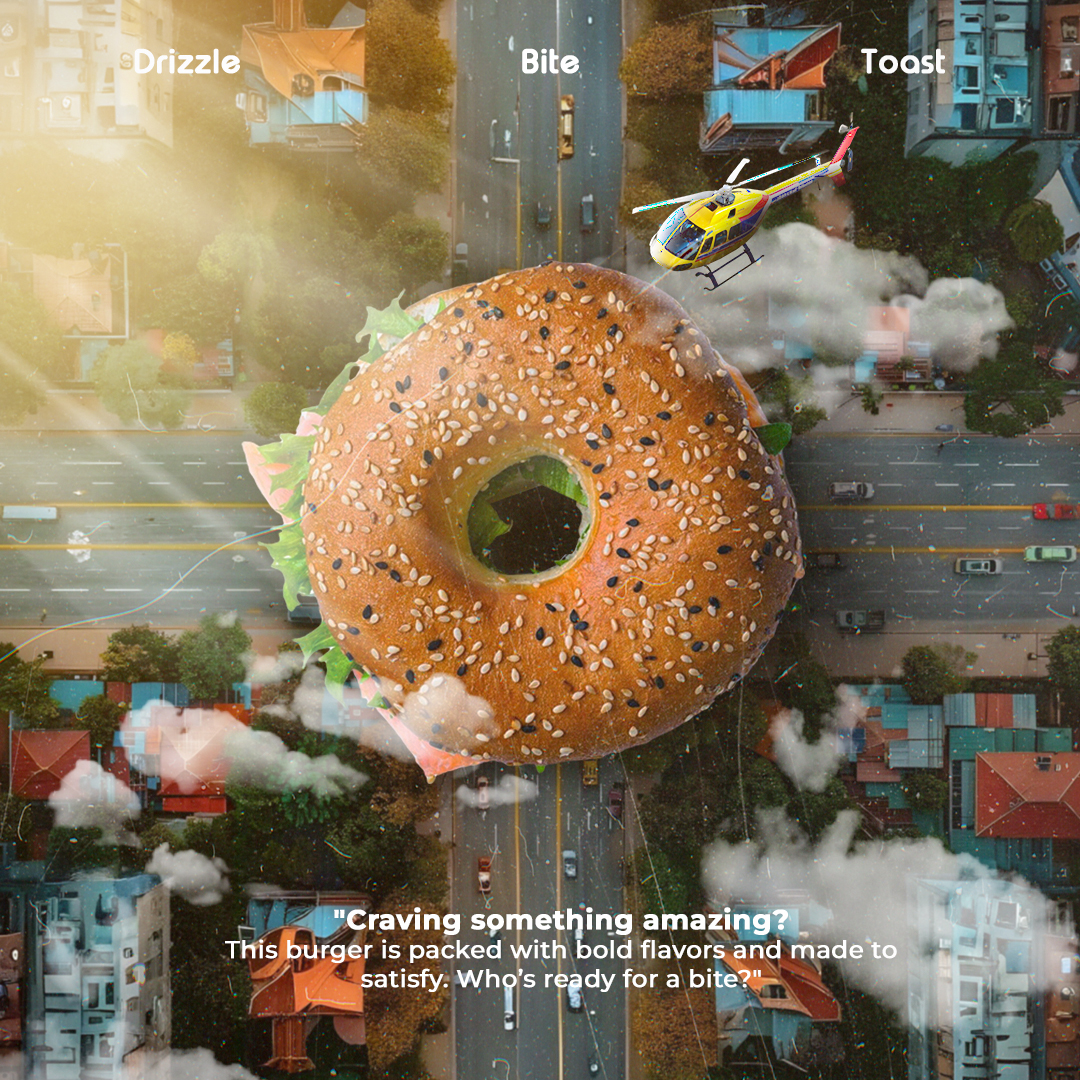 Drizzle Bite Toast
"Craving something amazing?
This burger is packed with bold flavors and made to
satisfy. Who's ready for a bite?"